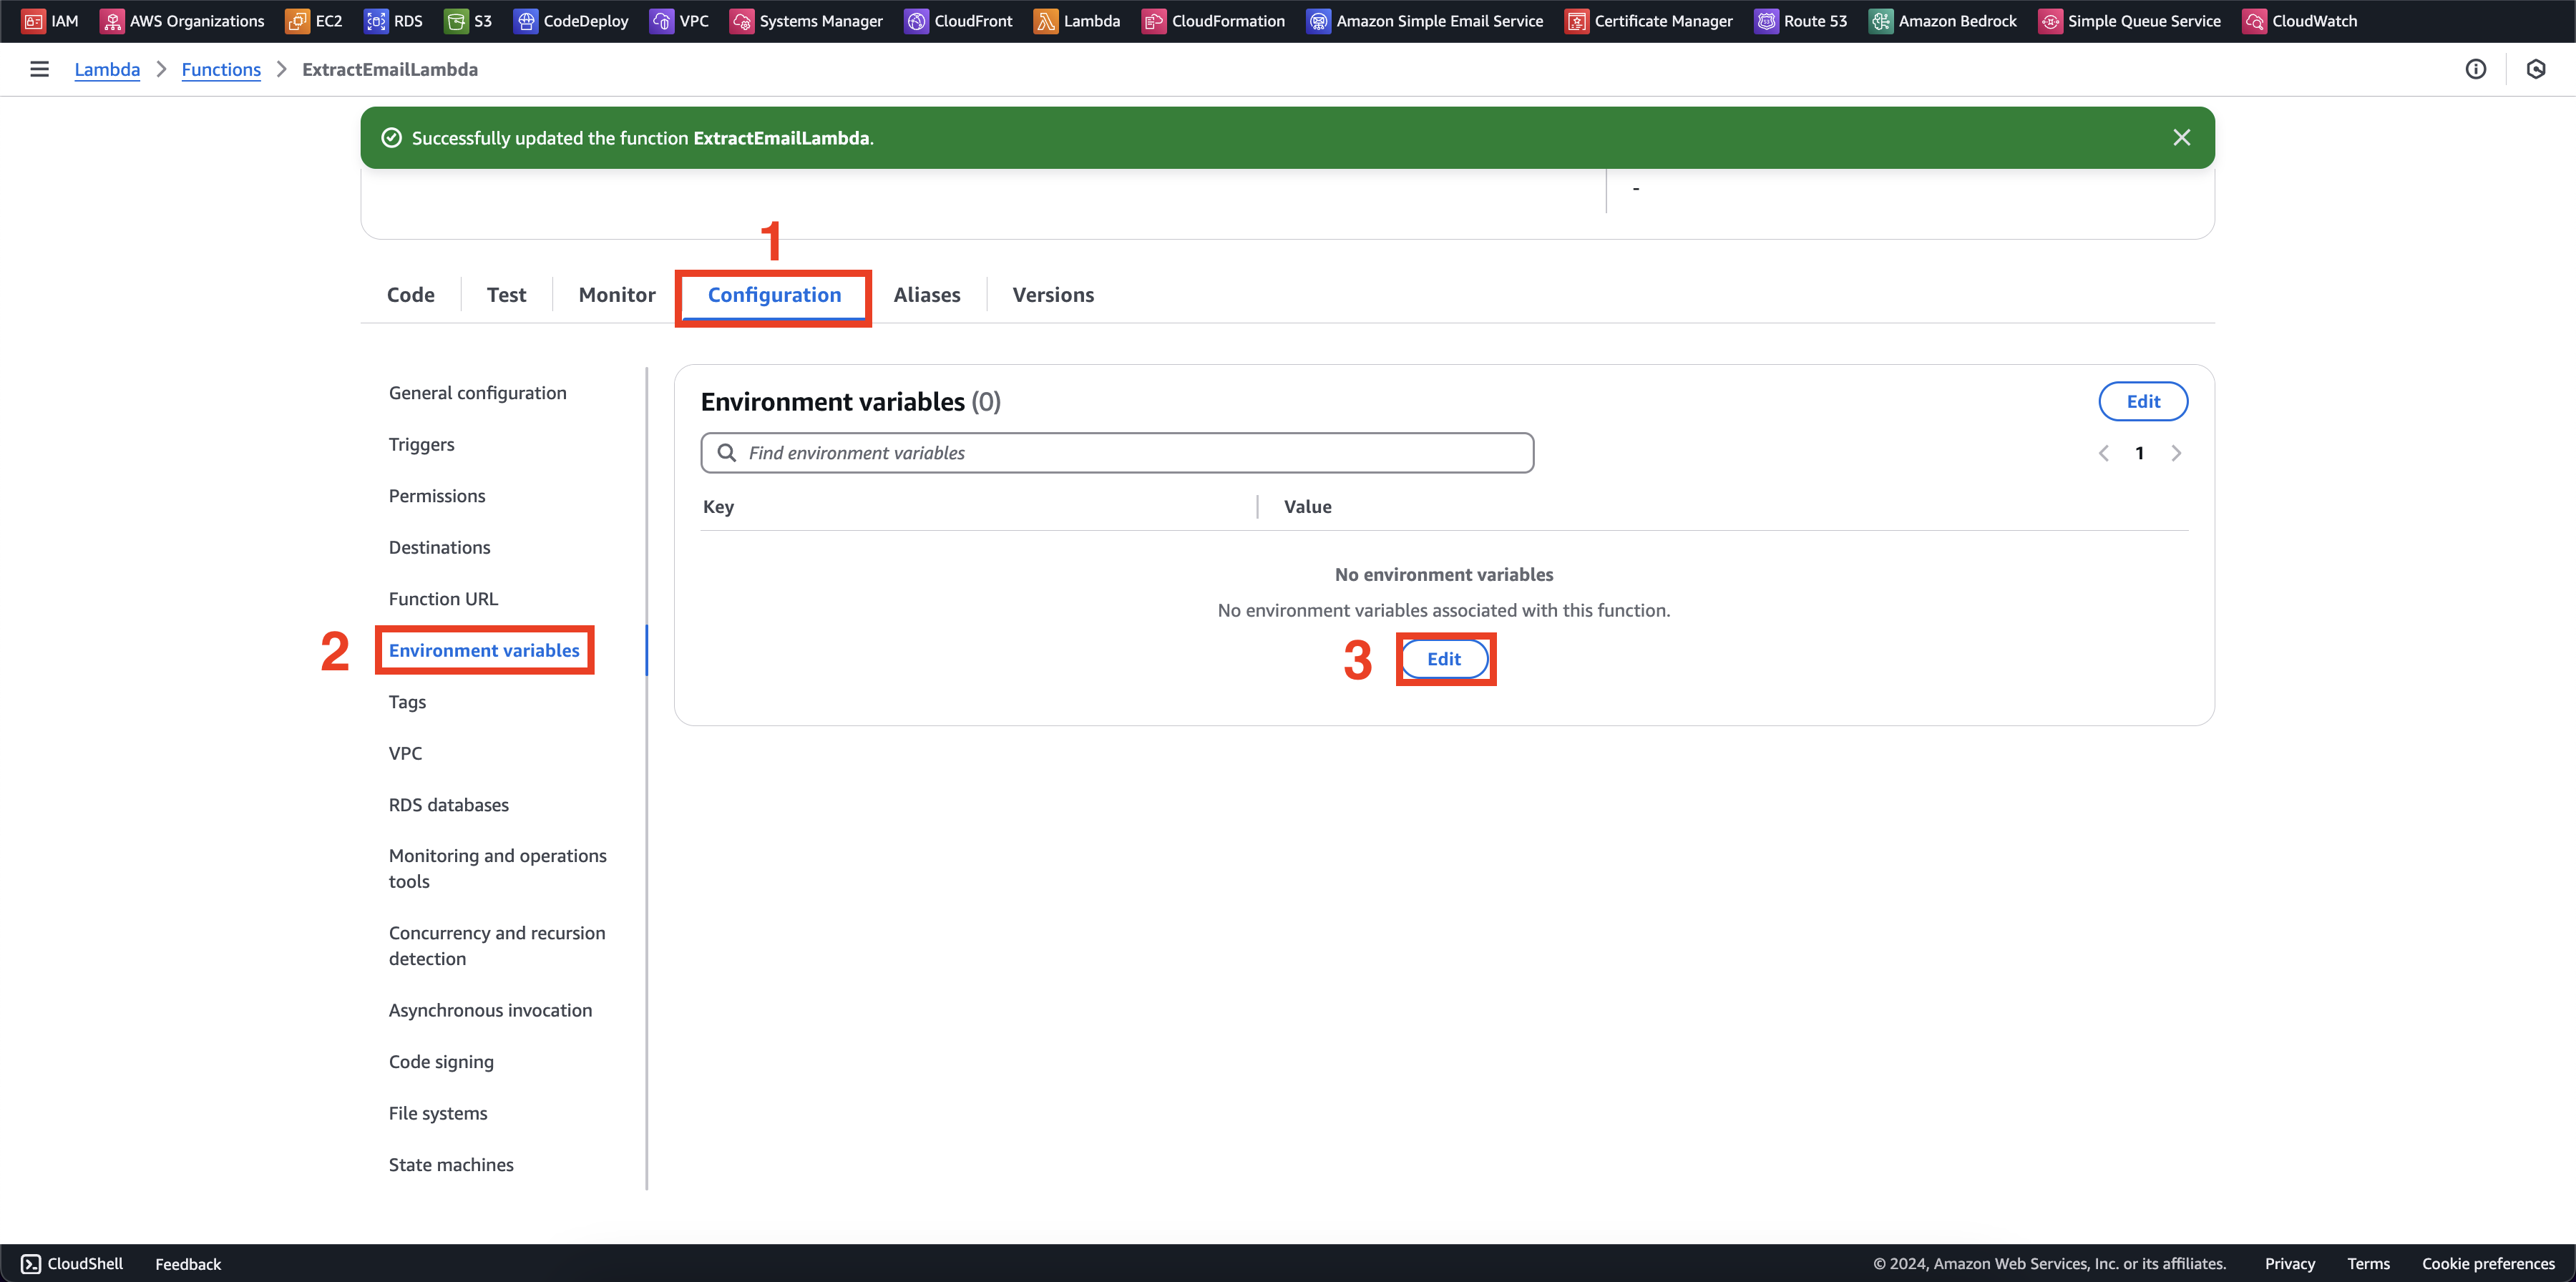 IAM AWS Organizations EC2 RDS S3 CodeDeploy VPC Systems Manager CloudFront Lambda CloudFormation Amazon Simple Email Service Certificate Manager Route 53 Amazon Bedrock Simple Queue Service CloudWatch
Lambda > Functions > ExtractEmailLambda
Successfully updated the function ExtractEmailLambda.
-
1
Code Test Monitor Configuration Aliases Versions
General configuration
Triggers
Permissions
Destinations
Function URL
2 Environment variables
Tags
VPC
RDS databases
Monitoring and operations
tools
Concurrency and recursion
detection
Asynchronous invocation
Code signing
File systems
State machines
Environment variables (0) Edit
Find environment variables 1
Key Value
No environment variables
No environment variables associated with this function.
3 Edit
CloudShell Feedback © 2024, Amazon Web Services, Inc. or its affiliates. Privacy Terms Cookie preferences